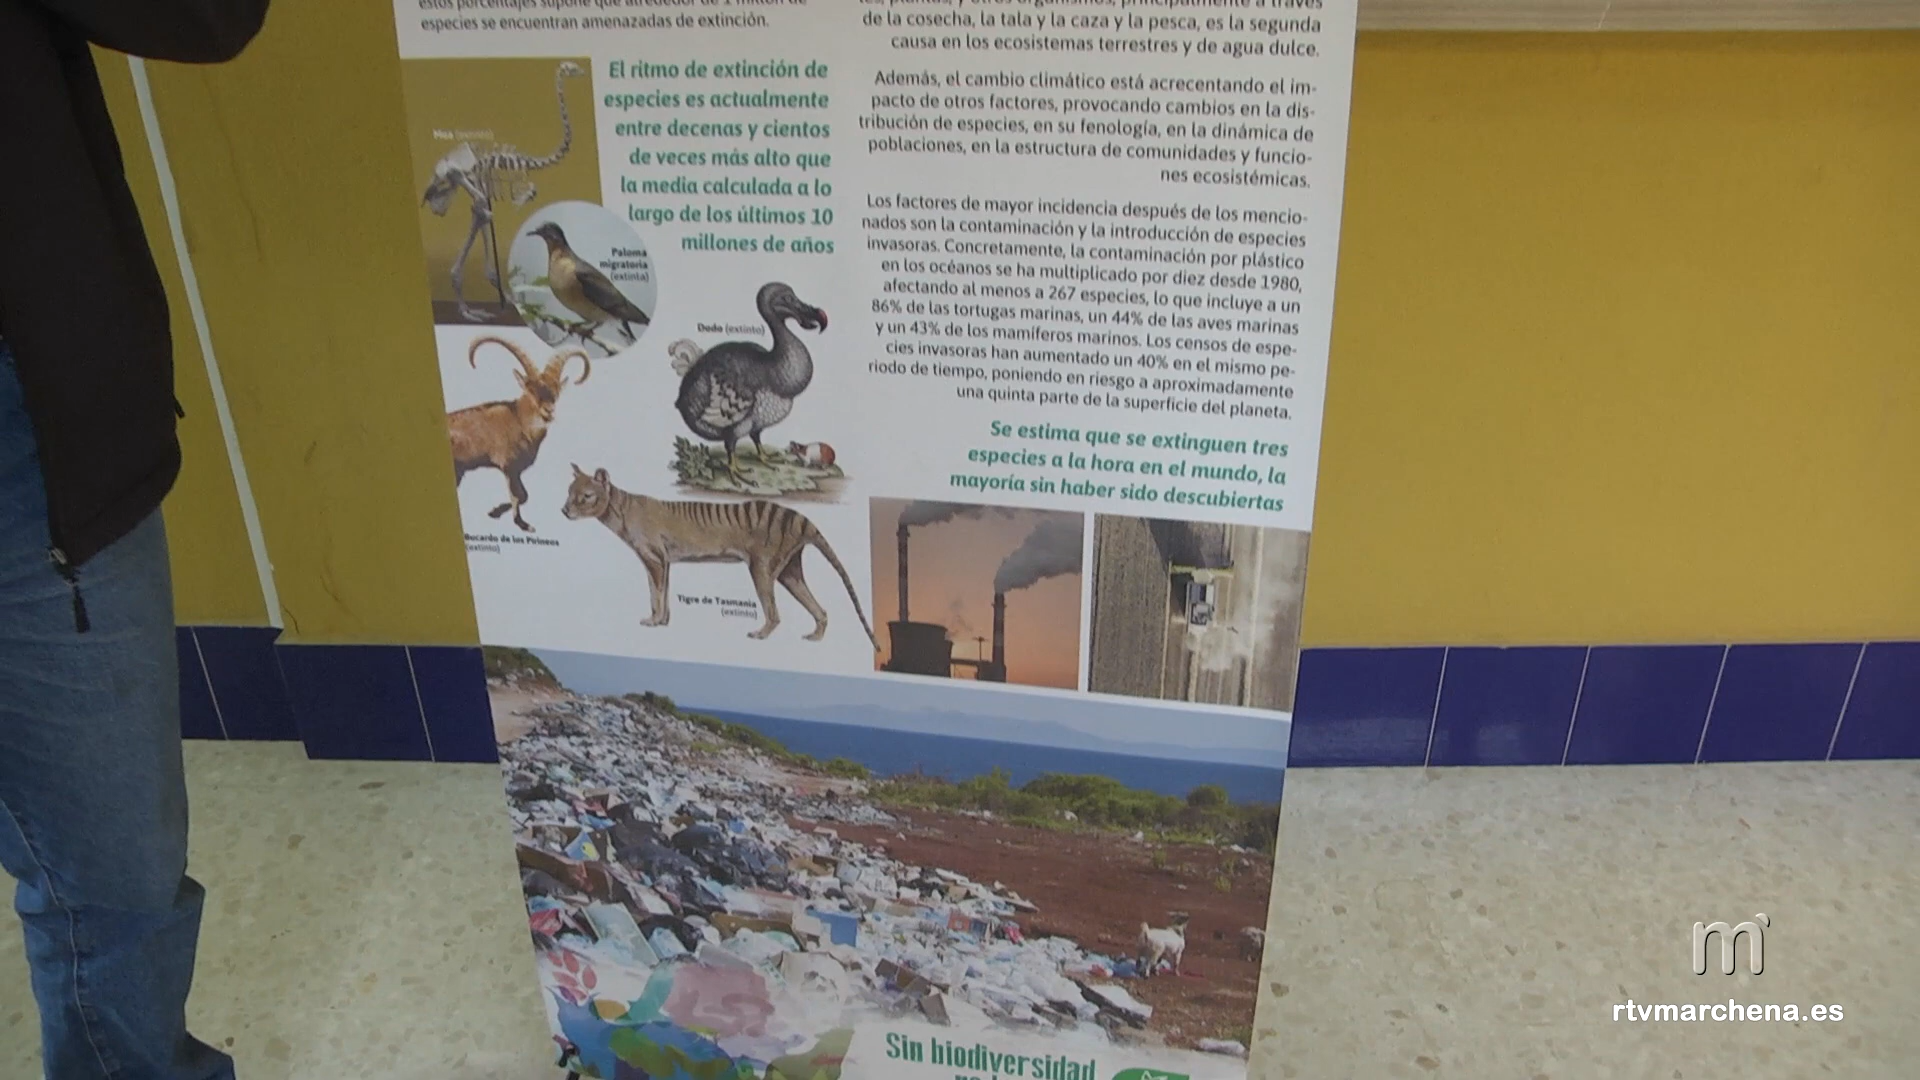 estos porcentajes supone que alrededor de 1 millón de
especies se encuentran amenazadas de extinción.
El ritmo de extinción de
especies es actualmente
entre decenas y cientos
de veces más alto que
la media calculada a lo
largo de los últimos 10
millones de años
Moa (extinto)
Paloma
migratoria
(extinta)
Dodo (extinto)
Bucardo de los Pirineos
(extinto)
Tigre de Tasmania
(extinto)
les, plantas, y otros organismos, principalmente a través
de la cosecha, la tala y la caza y la pesca, es la segunda
causa en los ecosistemas terrestres y de agua dulce.
Además, el cambio climático está acrecentando el im-
pacto de otros factores, provocando cambios en la dis-
tribución de especies, en su fenología, en la dinámica de
poblaciones, en la estructura de comunidades y funcio-
nes ecosistémicas.
Los factores de mayor incidencia después de los mencio-
nados son la contaminación y la introducción de especies
invasoras. Concretamente, la contaminación por plástico
en los océanos se ha multiplicado por diez desde 1980,
afectando al menos a 267 especies, lo que incluye a un
86% de las tortugas marinas, un 44% de las aves marinas
y un 43% de los mamíferos marinos. Los censos de espe-
cies invasoras han aumentado un 40% en el mismo pe-
riodo de tiempo, poniendo en riesgo a aproximadamente
una quinta parte de la superficie del planeta.
Se estima que se extinguen tres
especies a la hora en el mundo, la
mayoría sin haber sido descubiertas
Sin biodiversidad
m
rtvmarchena.es